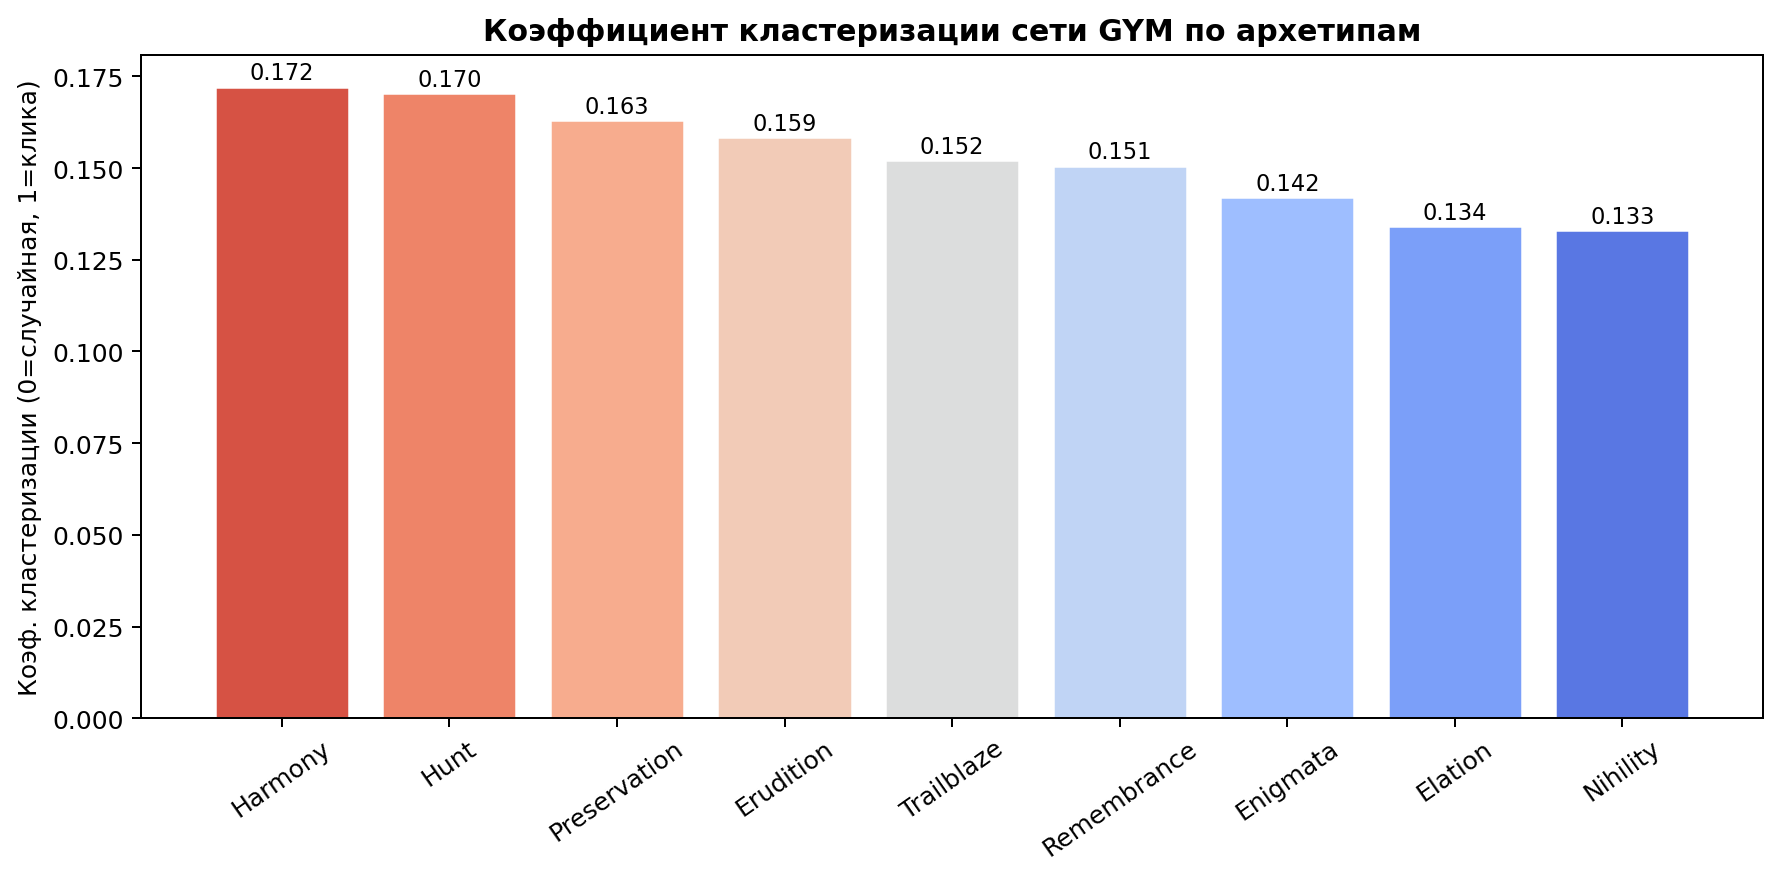 Коэффициент кластеризации сети GYM по архетипам
Коэф. кластеризации (0=случайная, 1=клика)
0.175
0.150
0.125
0.100
0.075
0.050
0.025
0.000
0.172
0.170
0.163
0.159
0.152
0.151
0.142
0.134
0.133
Harmony
Hunt
Preservation
Erudition
Trailblaze
Remembrance
Enigmata
Elation
Nihility